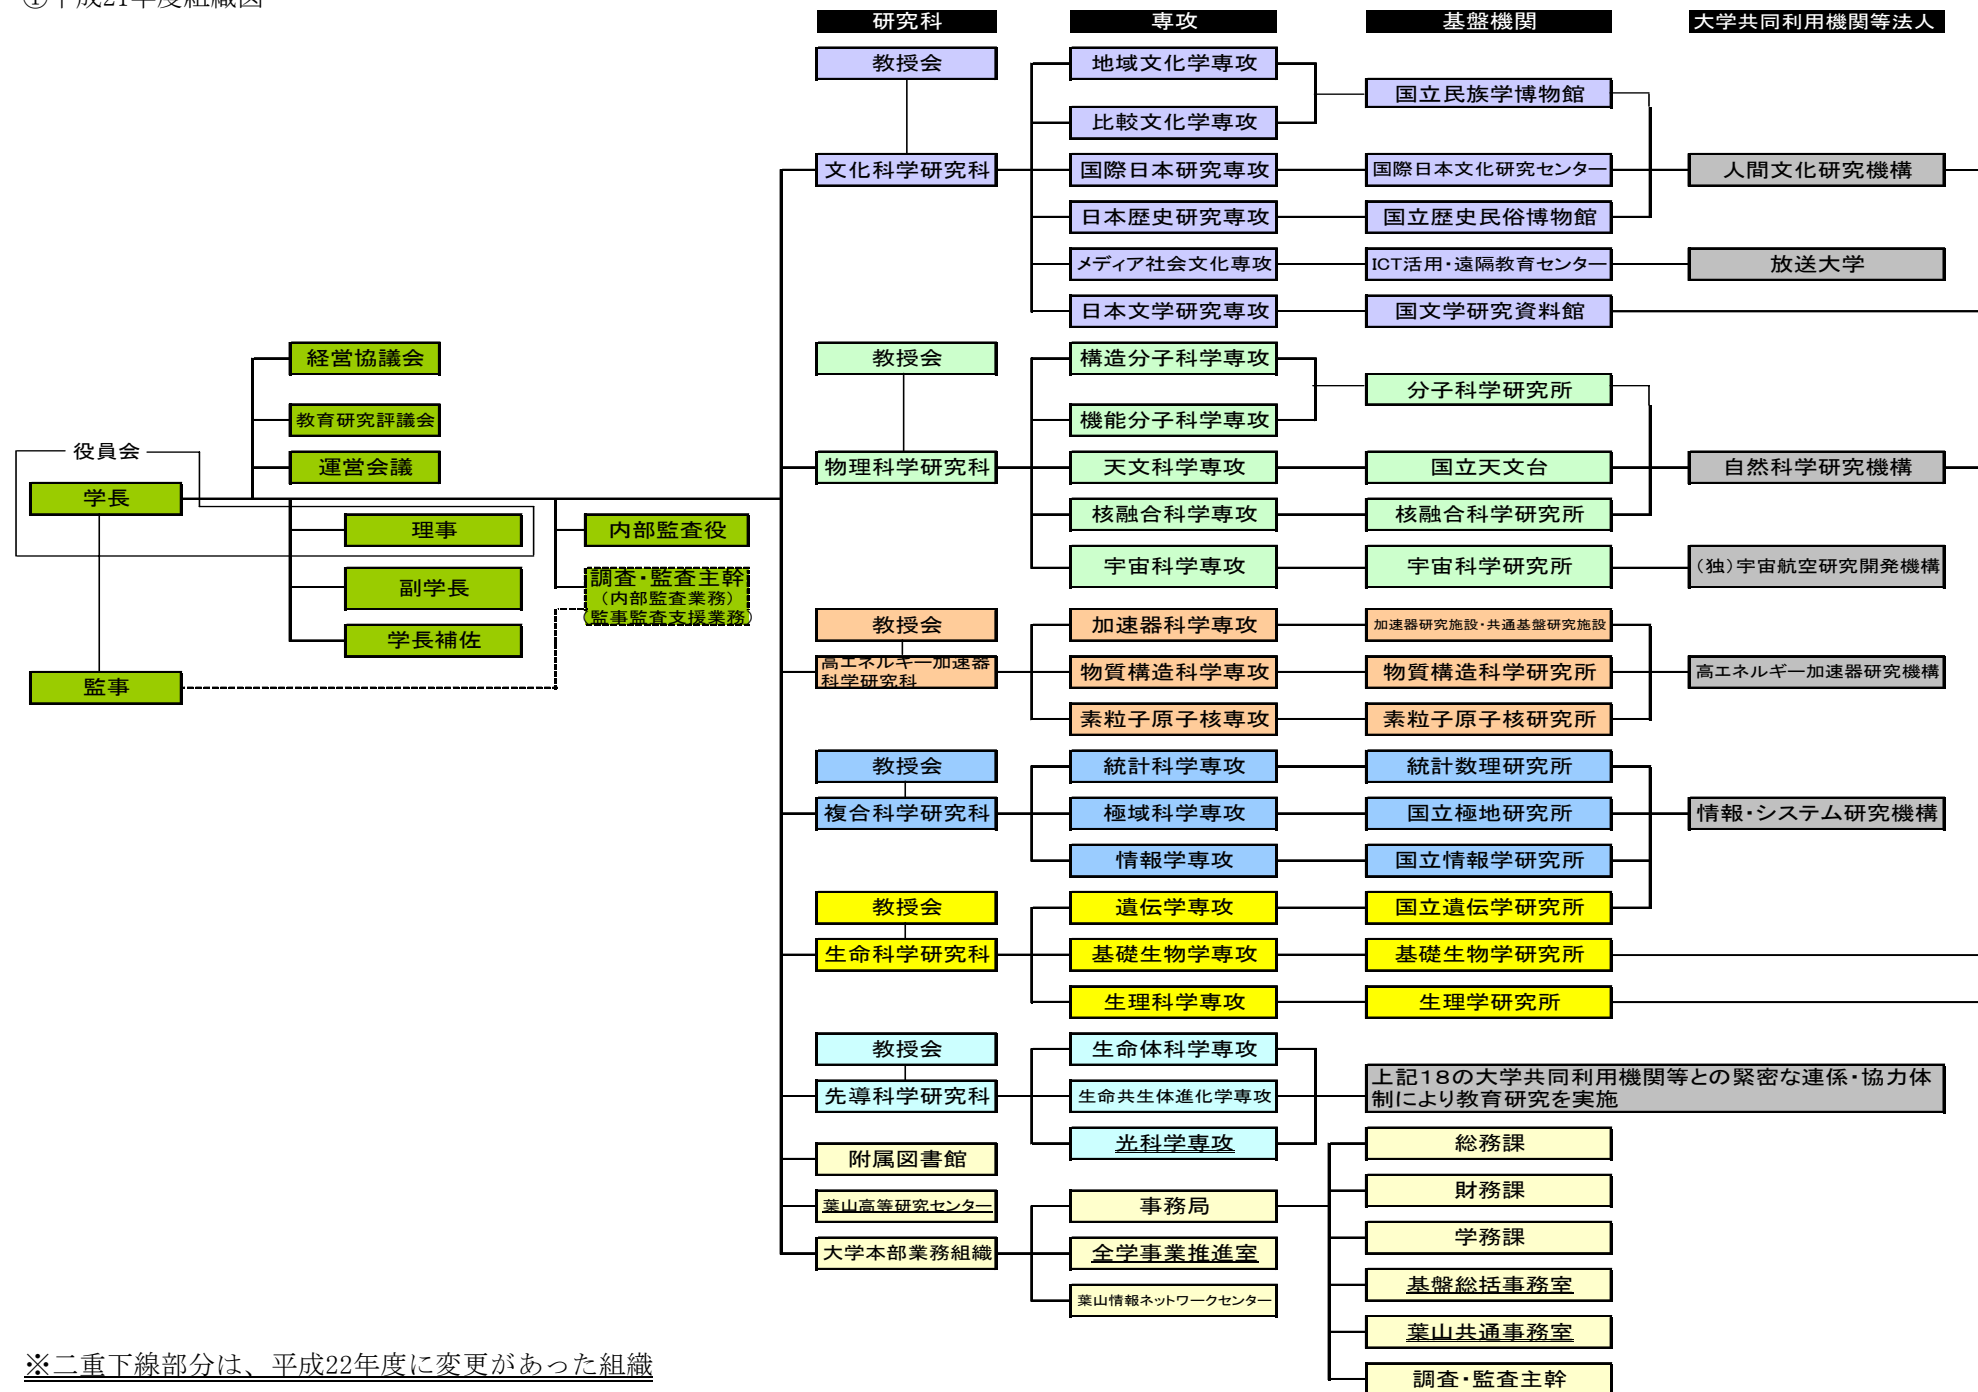 ①平成21年度組織図
研究科
専攻
基盤機関
大学共同利用機関等法人
教授会
文化科学研究科
地域文化学専攻
比較文化学専攻
国際日本研究専攻
日本歴史研究専攻
メディア社会文化専攻
日本文学研究専攻
国立民族学博物館
国際日本文化研究センター
国立歴史民俗博物館
ICT活用・遠隔教育センター
国文学研究資料館
人間文化研究機構
放送大学
経営協議会
教育研究評議会
運営会議
役員会
学長
理事
副学長
学長補佐
監事
内部監査役
調査・監査主幹
（内部監査業務）
（監事監査支援業務）
教授会
物理科学研究科
構造分子科学専攻
機能分子科学専攻
天文科学専攻
核融合科学専攻
宇宙科学専攻
分子科学研究所
国立天文台
核融合科学研究所
宇宙科学研究所
自然科学研究機構
（独）宇宙航空研究開発機構
教授会
高エネルギー加速器
科学研究科
加速器科学専攻
物質構造科学専攻
素粒子原子核専攻
加速器研究施設・共通基盤研究施設
物質構造科学研究所
素粒子原子核研究所
高エネルギー加速器研究機構
教授会
複合科学研究科
統計科学専攻
極域科学専攻
情報学専攻
統計数理研究所
国立極地研究所
国立情報学研究所
情報・システム研究機構
教授会
生命科学研究科
遺伝学専攻
基礎生物学専攻
生理科学専攻
国立遺伝学研究所
基礎生物学研究所
生理学研究所
教授会
先導科学研究科
生命体科学専攻
生命共生体進化学専攻
光科学専攻
上記１８の大学共同利用機関等との緊密な連係・協力体
制により教育研究を実施
附属図書館
葉山高等研究センター
大学本部業務組織
事務局
全学事業推進室
葉山情報ネットワークセンター
総務課
財務課
学務課
基盤総括事務室
葉山共通事務室
調査・監査主幹
※二重下線部分は、平成22年度に変更があった組織